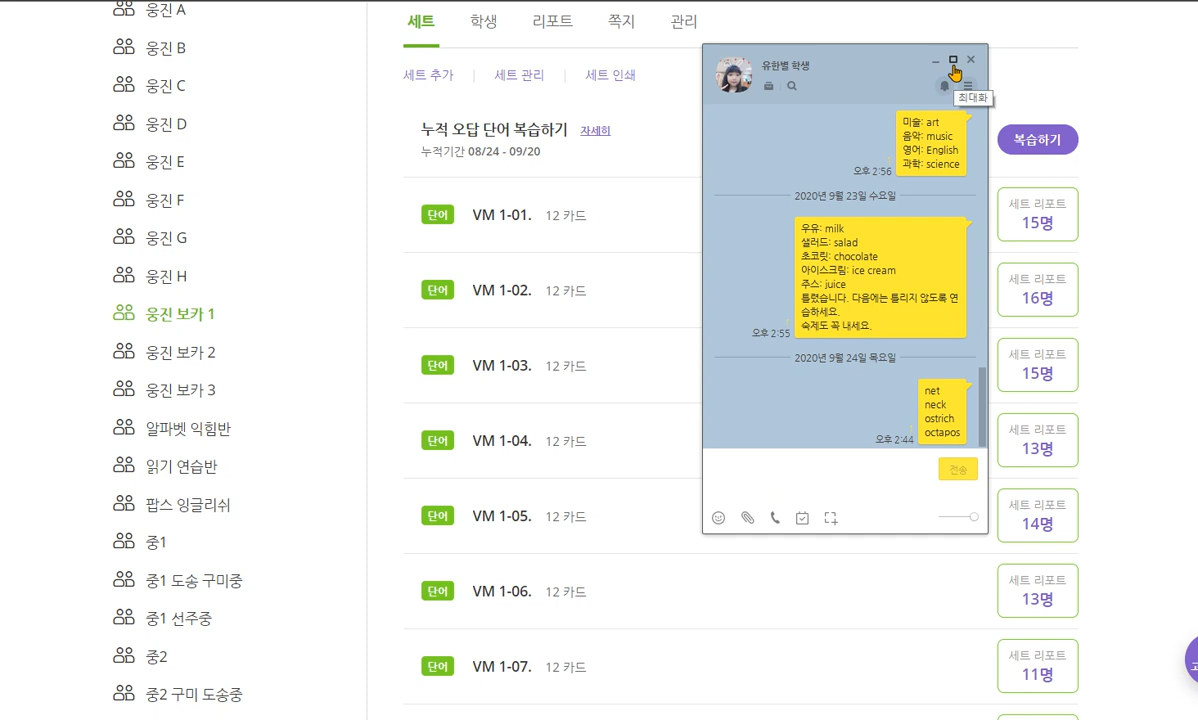 웅진 A
웅진 B
웅진 C
웅진 D
웅진 E
웅진 F
웅진 G
웅진 H
웅진 보카 1
웅진 보카 2
웅진 보카 3
알파벳 익힘반
읽기 연습반
팝스 잉글리쉬
중1
중1 도송 구미중
중1 선주중
중2
중2 구미 도송중
세트 학생 리포트 쪽지 관리
세트 추가 세트 관리 세트 인쇄
누적 오답 단어 복습하기 자세히
누적기간 08/24 - 09/20
복습하기
단어 VM 1-01. 12 카드
세트 리포트
15명
단어 VM 1-02. 12 카드
세트 리포트
16명
단어 VM 1-03. 12 카드
세트 리포트
15명
단어 VM 1-04. 12 카드
세트 리포트
13명
단어 VM 1-05. 12 카드
세트 리포트
14명
단어 VM 1-06. 12 카드
세트 리포트
13명
단어 VM 1-07. 12 카드
세트 리포트
11명
유한별 학생
최대화
미술: art
음악: music
영어: English
과학: science
오후 2:56
2020년 9월 23일 수요일
우유: milk
샐러드: salad
초코릿: chocolate
아이스크림: ice cream
주스: juice
틀렸습니다. 다음에는 틀리지 않도록 연
습하세요.
숙제도 꼭 내세요.
오후 2:55
2020년 9월 24일 목요일
net
neck
ostrich
octapos
오후 2:44
전송